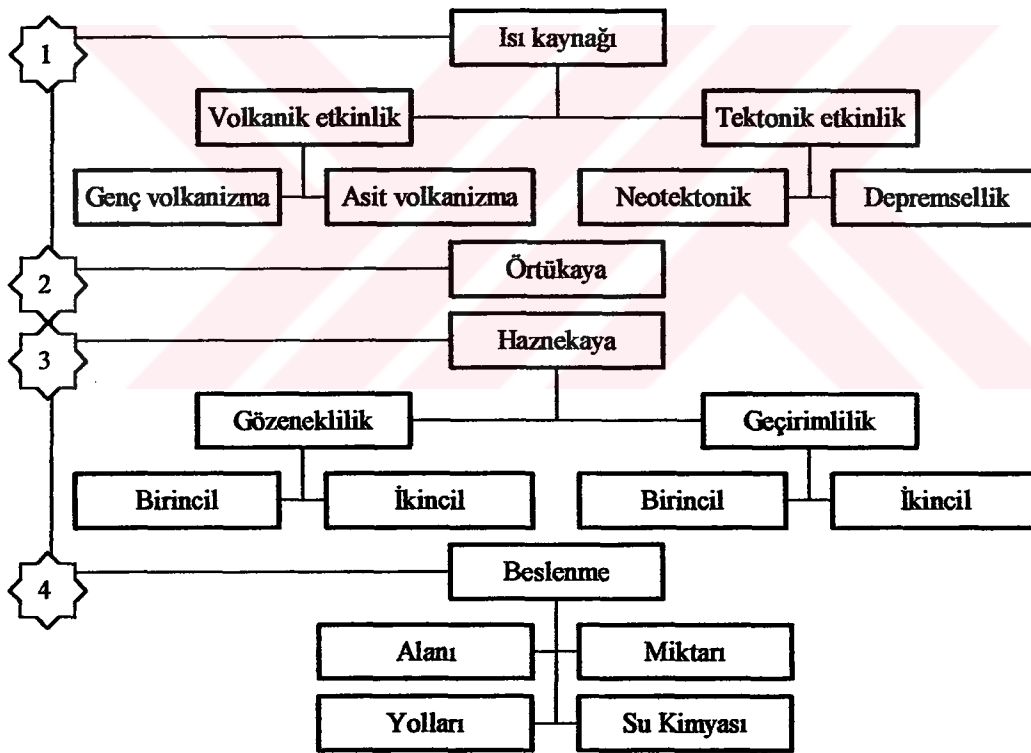 1
Isı kaynağı
Volkanik etkinlik
Tektonik etkinlik
Genç volkanizma
Asit volkanizma
Neotektonik
Depremsellik
2
Örtükaya
3
Haznekaya
Gözeneklilik
Geçirimlilik
Birincil
İkincil
Birincil
İkincil
4
Beslenme
Alanı
Miktarı
Yolları
Su Kimyası